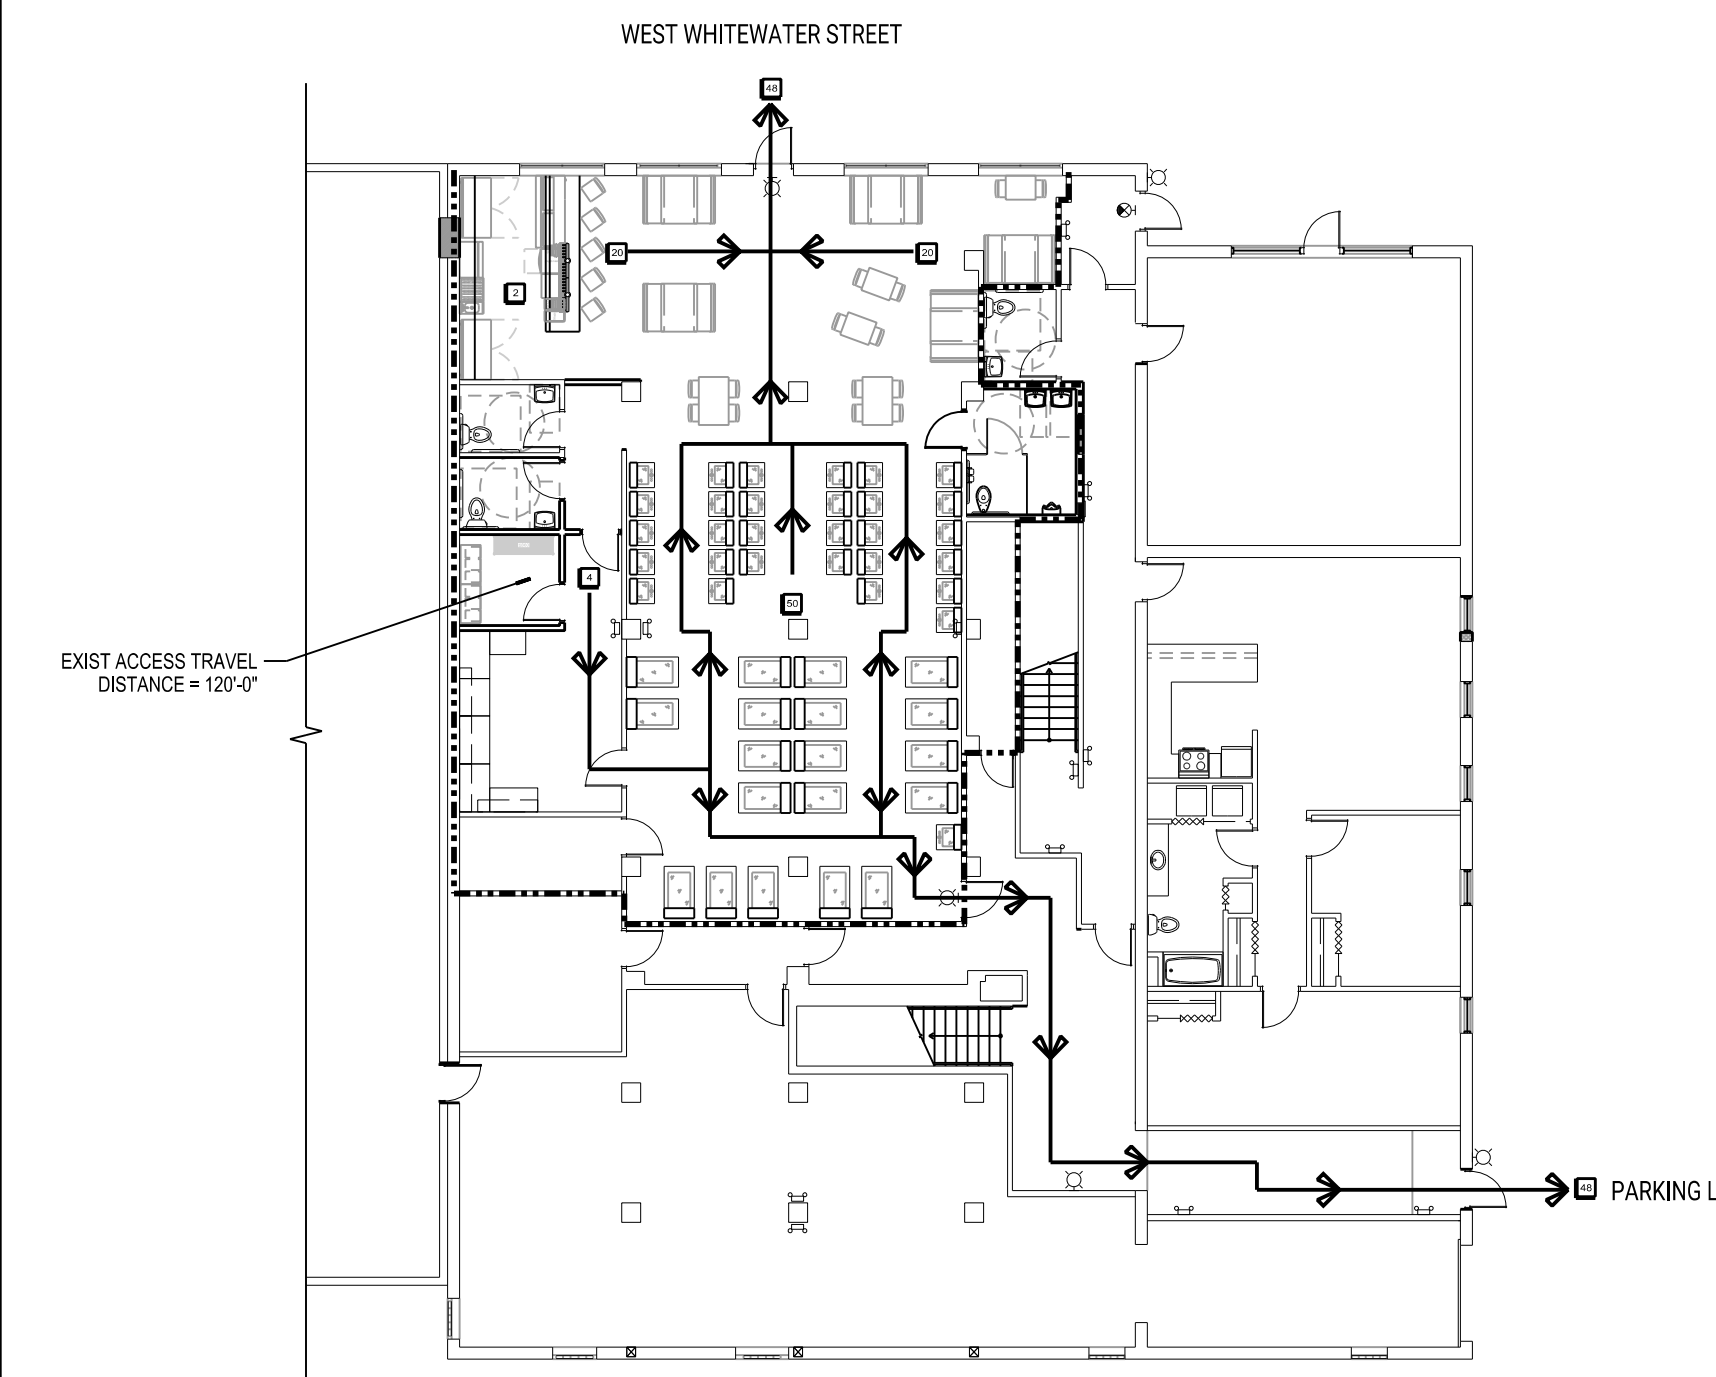 WEST WHITEWATER STREET
48
20
20
2
4
50
EXIST ACCESS TRAVEL
DISTANCE = 120'-0"
48
PARKING L